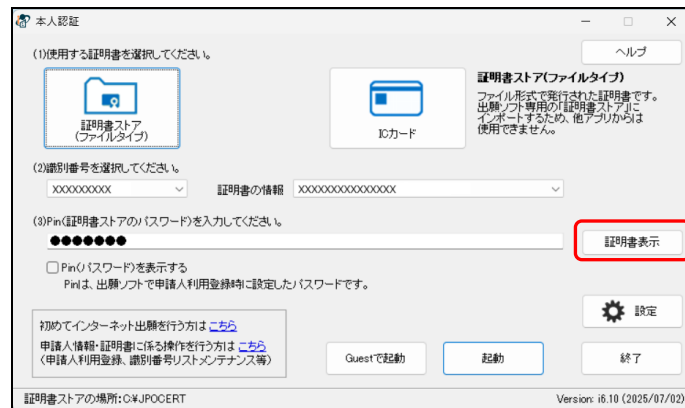 本人認証
(1)使用する証明書を選択してください。
ヘルプ
証明書ストア
(ファイルタイプ)
ICカード
証明書ストア(ファイルタイプ)
ファイル形式で発行された証明書です。
出願ソフト専用の「証明書ストア」に
インポートするため、他アプリからは
使用できません。
(2)識別番号を選択してください。
XXXXXXXXX
証明書の情報
XXXXXXXXXXXXXXX
(3)Pin(証明書ストアのパスワード)を入力してください。
●●●●●●●
証明書表示
Pin(パスワード)を表示する
Pinは、出願ソフトで申請人利用登録時に設定したパスワードです。
設定
初めてインターネット出願を行う方は こちら
申請人情報・証明書に係る操作を行う方は こちら
(申請人利用登録、識別番号リストメンテナンス等)
Guestで起動
起動
終了
証明書ストアの場所:C:¥JPOCERT
Version: i6.10 (2025/07/02)